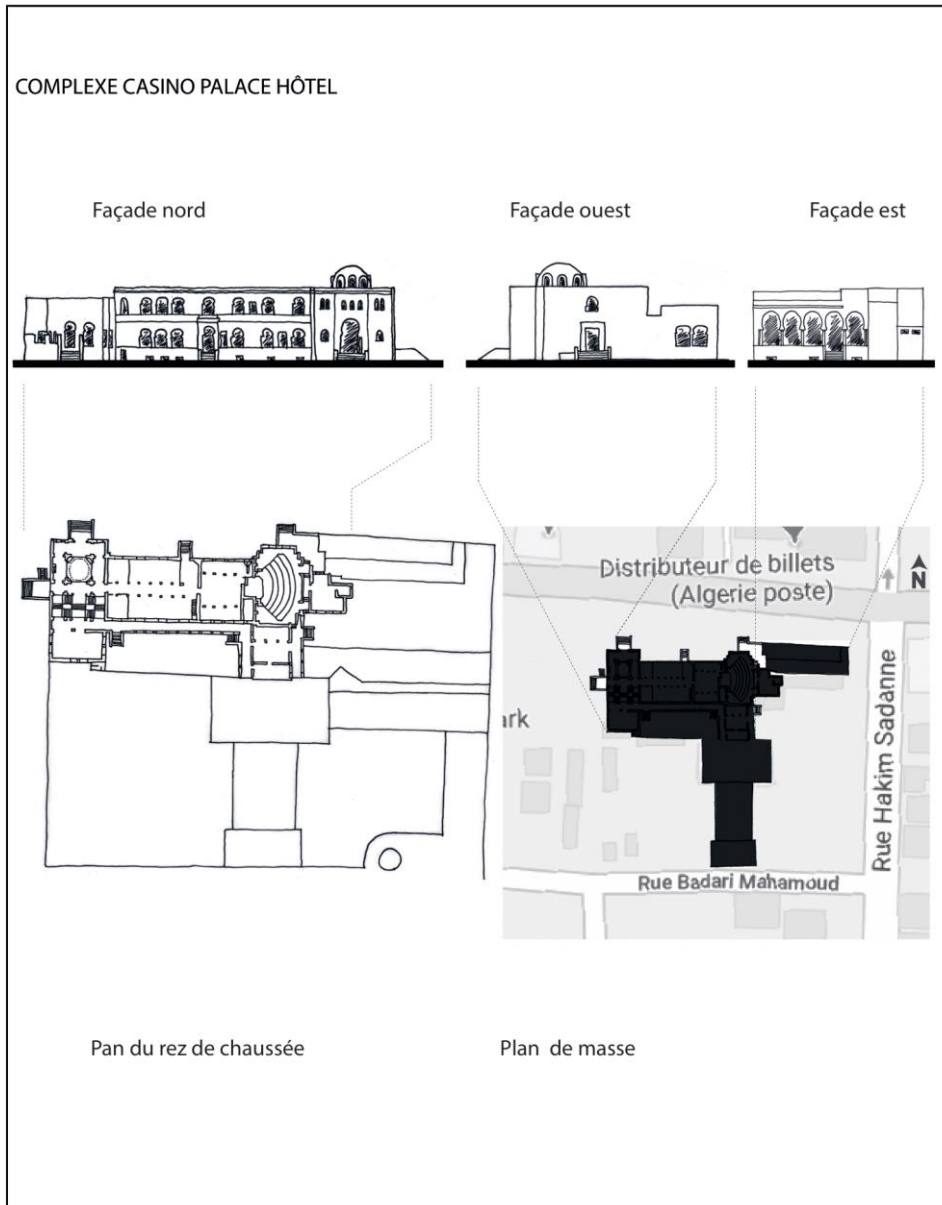 COMPLEXE CASINO PALACE HÔTEL
Façade nord
Façade ouest
Façade est
Distributeur de billets
(Algerie poste)
N
ark
Rue Hakim Sadanne
Rue Badari Mahamoud
Pan du rez de chaussée
Plan de masse